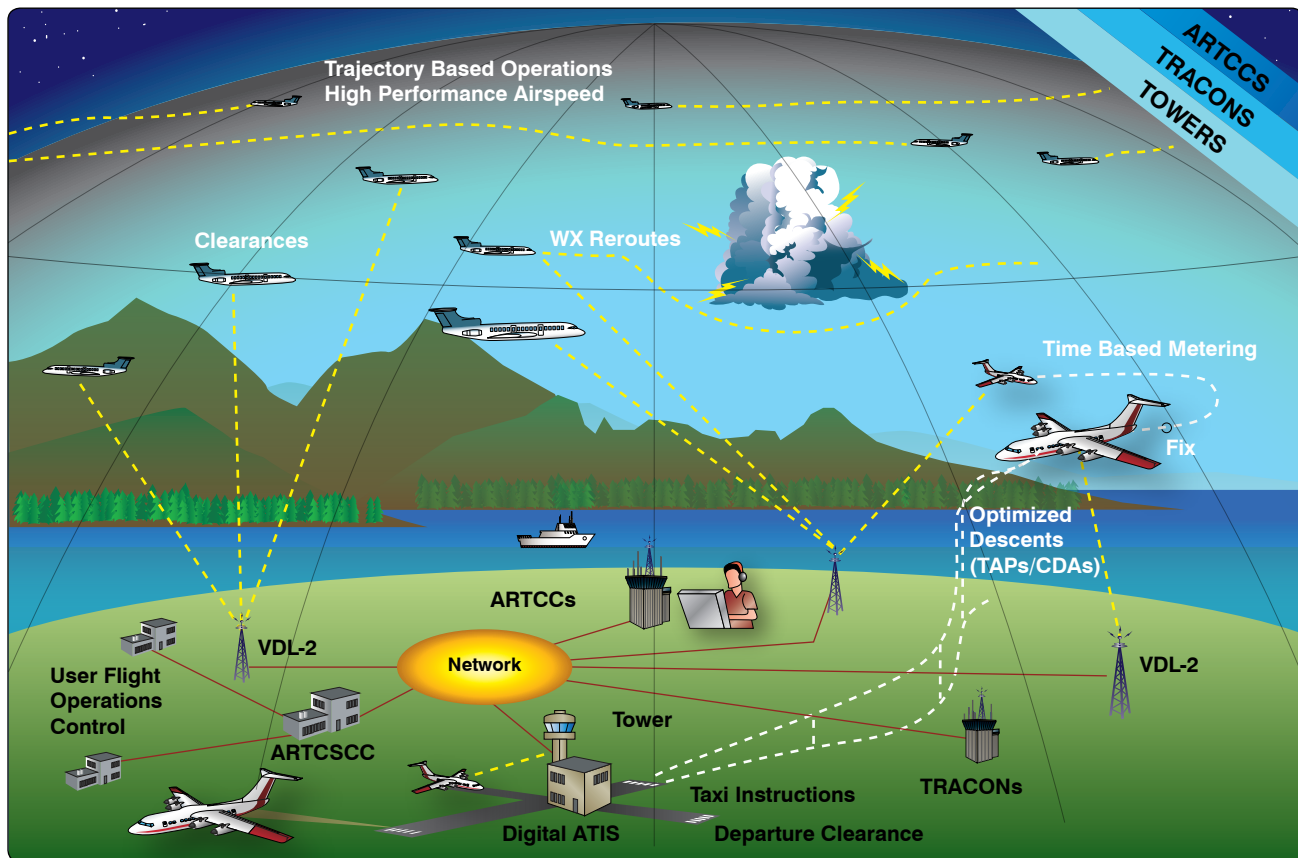 ARTCCS
TRACONS
TOWERS
Trajectory Based Operations
High Performance Airspeed
Clearances
WX Reroutes
Time Based Metering
Fix
Optimized
Descents
(TAPs/CDAs)
ARTCCs
VDL-2
Network
VDL-2
User Flight
Operations
Control
Tower
ARTCSCC
TRACONs
Taxi Instructions
Digital ATIS
Departure Clearance